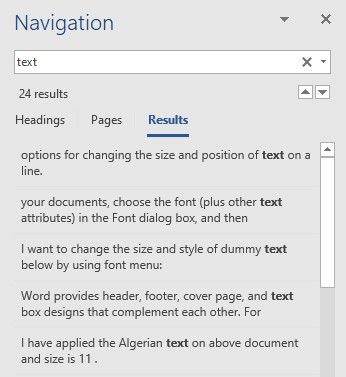 Navigation
text
24 results
Headings Pages Results
options for changing the size and position of text on a
line.
your documents, choose the font (plus other text
attributes) in the Font dialog box, and then
I want to change the size and style of dummy text
below by using font menu:
Word provides header, footer, cover page, and text
box designs that complement each other. For
I have applied the Algerian text on above document
and size is 11 .